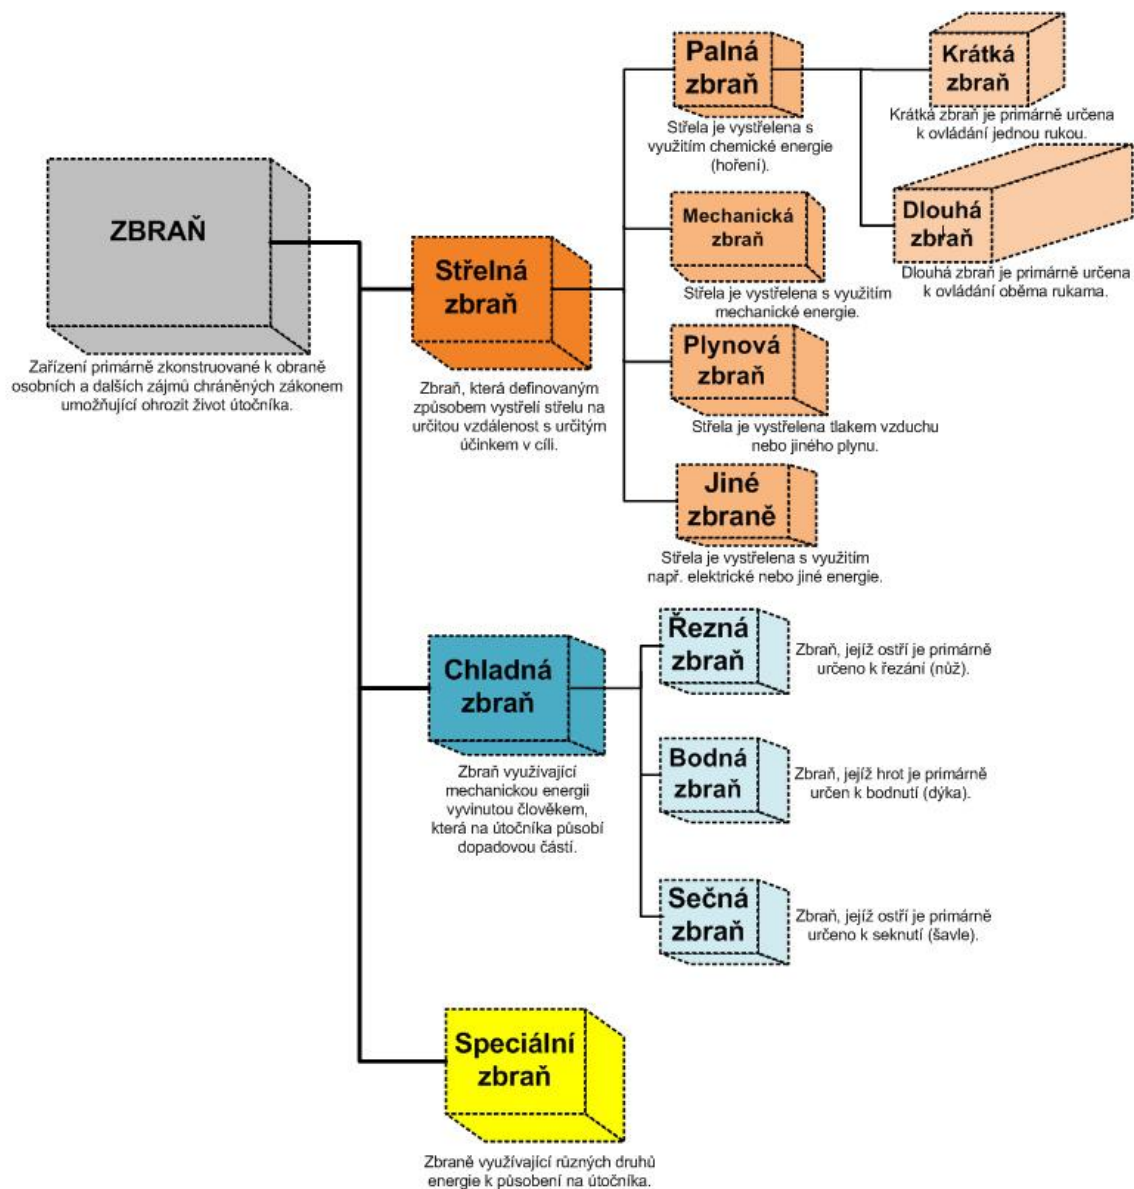 ZBRAŇ
Zařízení primárně zkonstruované k obraně
osobních a dalších zájmů chráněných zákonem
umožňující ohrozit život útočníka.
Střelná
zbraň
Zbraň, která definovaným
způsobem vystřelí střelu na
určitou vzdálenost s určitým
účinkem v cíli.
Palná
zbraň
Střela je vystřelena s
využitím chemické energie
(hoření).
Krátká
zbraň
Krátká zbraň je primárně určena
k ovládání jednou rukou.
Dlouhá
zbraň
Dlouhá zbraň je primárně určena
k ovládání oběma rukama.
Mechanická
zbraň
Střela je vystřelena s využitím
mechanické energie.
Plynová
zbraň
Střela je vystřelena tlakem vzduchu
nebo jiného plynu.
Jiné
zbraně
Střela je vystřelena s využitím
např. elektrické nebo jiné energie.
Chladná
zbraň
Zbraň využívající
mechanickou energii
vyvinutou člověkem,
která na útočníka působí
dopadovou částí.
Řezná
zbraň
Zbraň, jejíž ostří je primárně
určeno k řezání (nůž).
Bodná
zbraň
Zbraň, jejíž hrot je primárně
určen k bodnutí (dýka).
Sečná
zbraň
Zbraň, jejíž ostří je primárně
určeno k seknutí (šavle).
Speciální
zbraň
Zbraně využívající různých druhů
energie k působení na útočníka.